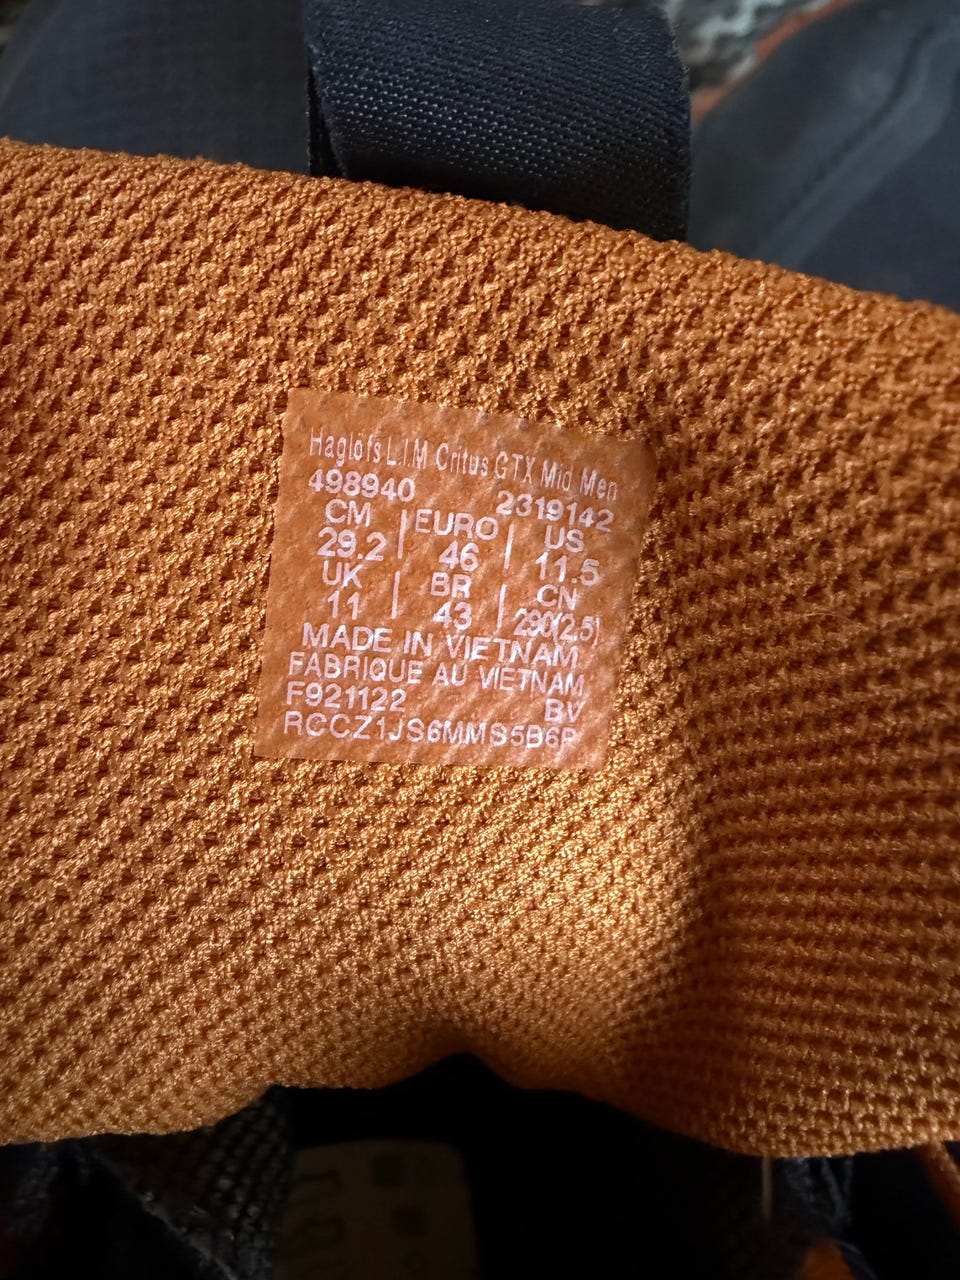 Haglöfs L.I.M Critus GTX Mid Men
498940 2319142
CM | EURO | US
29.2 46 11.5
UK | BR | CN
11 43 290(2.5)
MADE IN VIETNAM
FABRIQUE AU VIETNAM
F921122 BV
RCCZ1JS6MMS5B6P